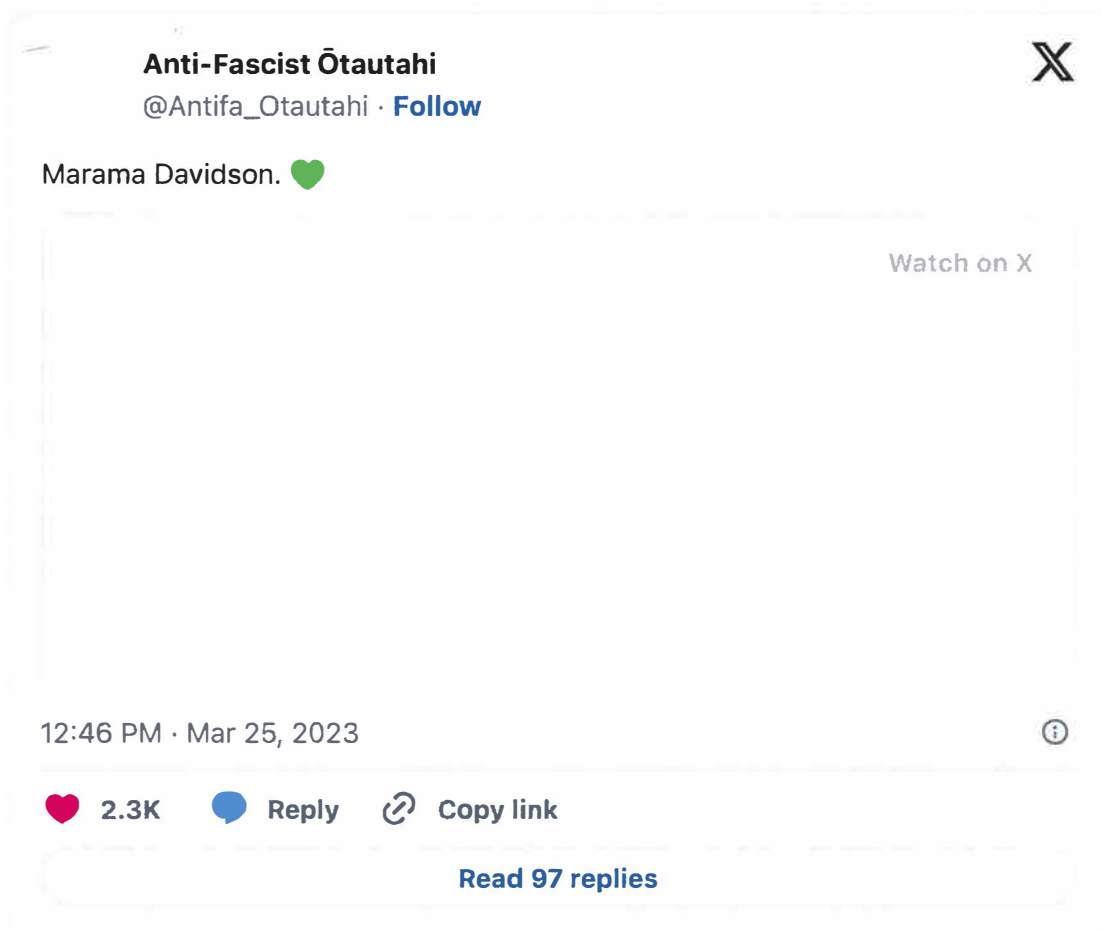 Anti-Fascist Ōtautahi
@Antifa_Otautahi · Follow
Marama Davidson. 💚
Watch on X
12:46 PM · Mar 25, 2023
2.3K Reply Copy link
Read 97 replies